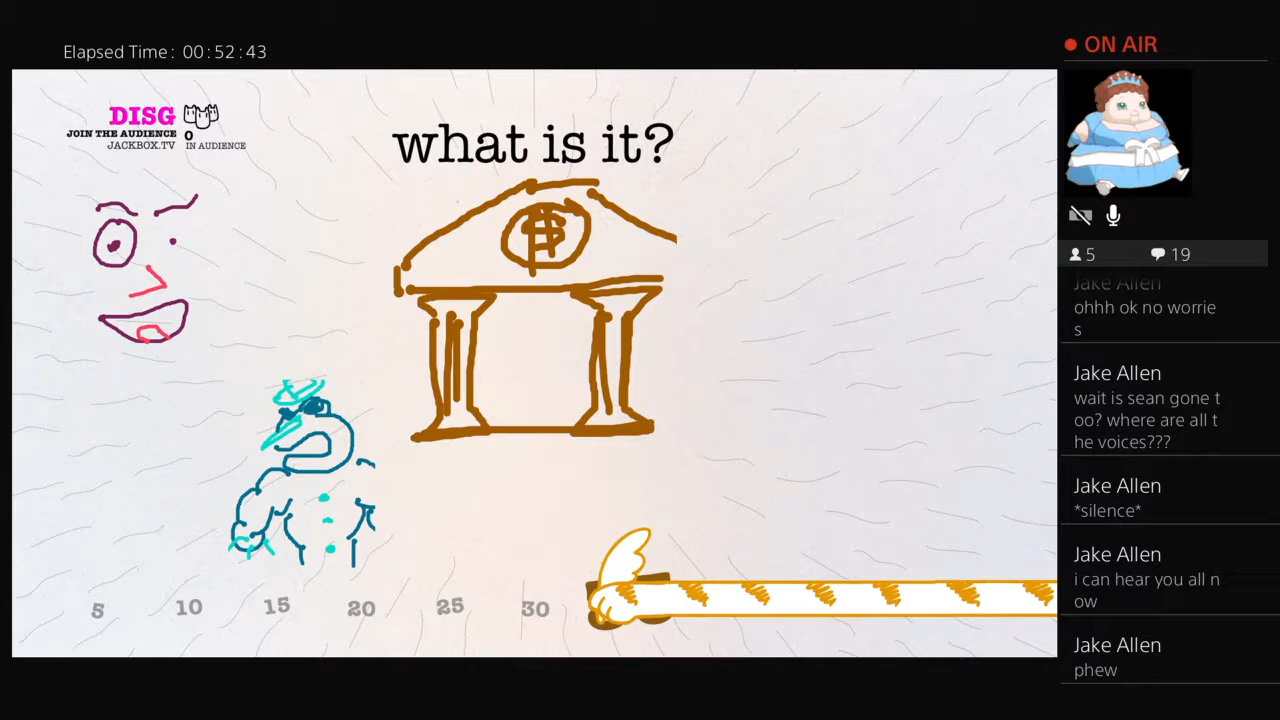 Elapsed Time: 00:52:43
ON AIR
DISG
JOIN THE AUDIENCE 0
JACKBOX.TV IN AUDIENCE
what is it?
$
5 19
Jake Allen
ohhh ok no worrie
s
Jake Allen
wait is sean gone t
oo? where are all t
he voices???
Jake Allen
*silence*
Jake Allen
i can hear you all n
ow
Jake Allen
phew
5 10 15 20 25 30